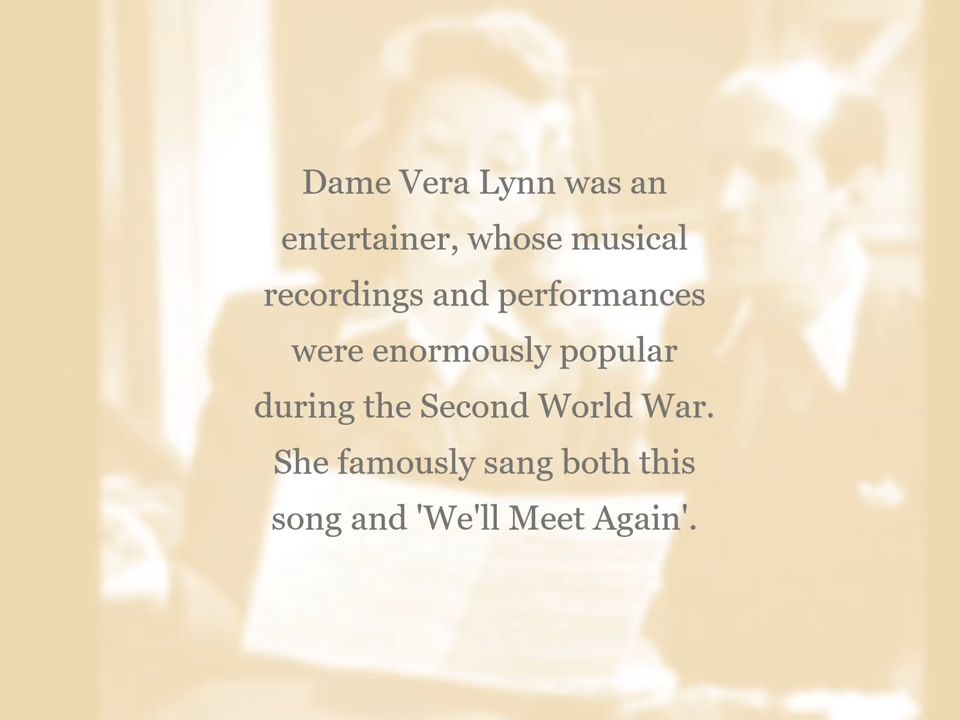 Dame Vera Lynn was an
entertainer, whose musical
recordings and performances
were enormously popular
during the Second World War.
She famously sang both this
song and 'We'll Meet Again'.